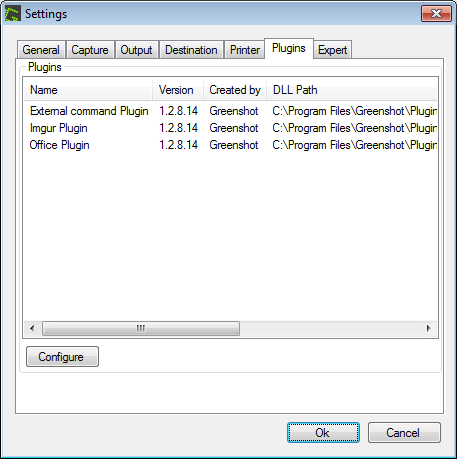 Settings
General Capture Output Destination Printer Plugins Expert
Plugins
Name Version Created by DLL Path
External command Plugin 1.2.8.14 Greenshot C:\Program Files\Greenshot\Plugin
Imgur Plugin 1.2.8.14 Greenshot C:\Program Files\Greenshot\Plugin
Office Plugin 1.2.8.14 Greenshot C:\Program Files\Greenshot\Plugin
Configure
Ok Cancel